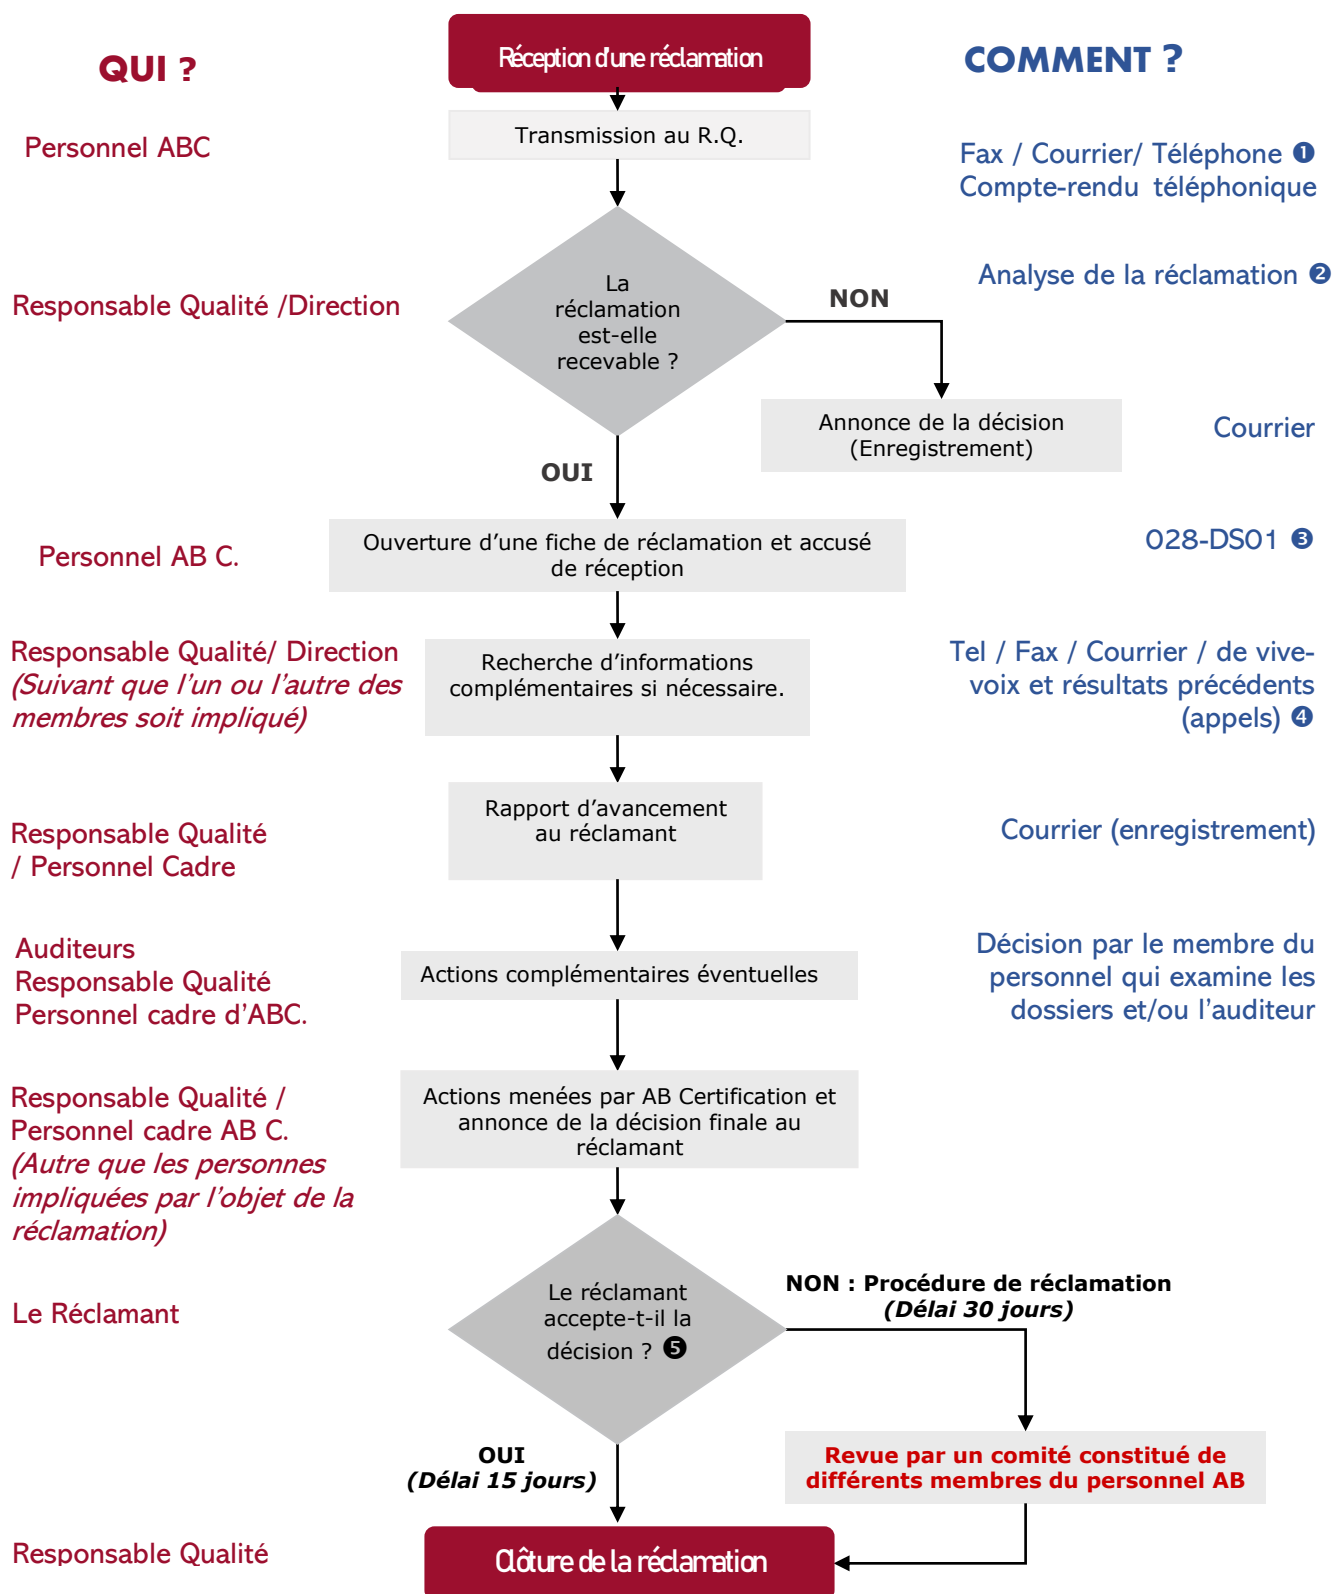 QUI ?
Réception d'une réclamation
COMMENT ?
Personnel ABC
Transmission au R.Q.
Fax / Courrier/ Téléphone ❶
Compte-rendu téléphonique
Responsable Qualité /Direction
La
réclamation
est-elle
recevable ?
NON
Analyse de la réclamation ❷
Annonce de la décision
(Enregistrement)
Courrier
OUI
Personnel AB C.
Ouverture d'une fiche de réclamation et accusé
de réception
028-DS01 ❸
Responsable Qualité/ Direction
(Suivant que l'un ou l'autre des
membres soit impliqué)
Recherche d'informations
complémentaires si nécessaire.
Tel / Fax / Courrier / de vive-
voix et résultats précédents
(appels) ❹
Responsable Qualité
/ Personnel Cadre
Rapport d'avancement
au réclamant
Courrier (enregistrement)
Auditeurs
Responsable Qualité
Personnel cadre d'ABC.
Actions complémentaires éventuelles
Décision par le membre du
personnel qui examine les
dossiers et/ou l'auditeur
Responsable Qualité /
Personnel cadre AB C.
(Autre que les personnes
impliquées par l'objet de la
réclamation)
Actions menées par AB Certification et
annonce de la décision finale au
réclamant
Le Réclamant
Le réclamant
accepte-t-il la
décision ? ❺
NON : Procédure de réclamation
(Délai 30 jours)
OUI
(Délai 15 jours)
Revue par un comité constitué de
différents membres du personnel AB
Responsable Qualité
Clôture de la réclamation